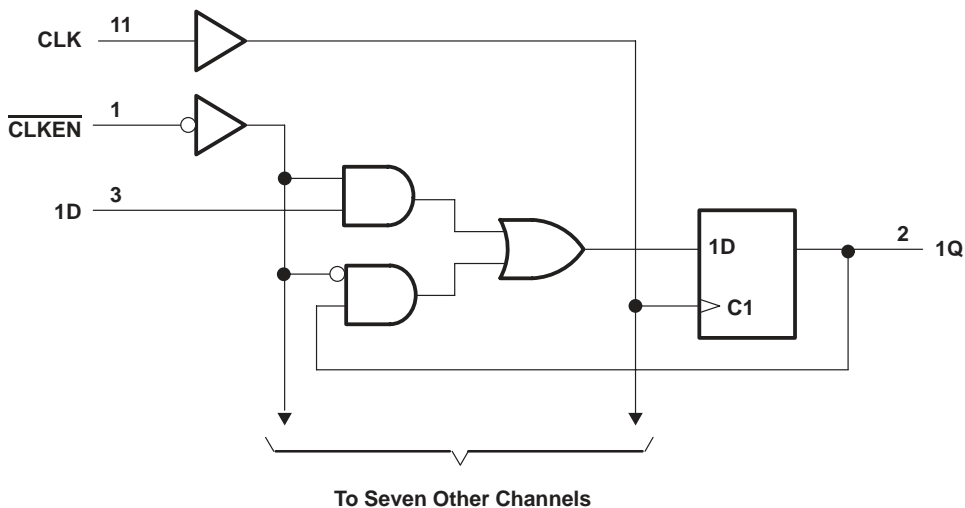 CLK 11
CLKEN 1
1D 3
1D
C1
2 1Q
To Seven Other Channels